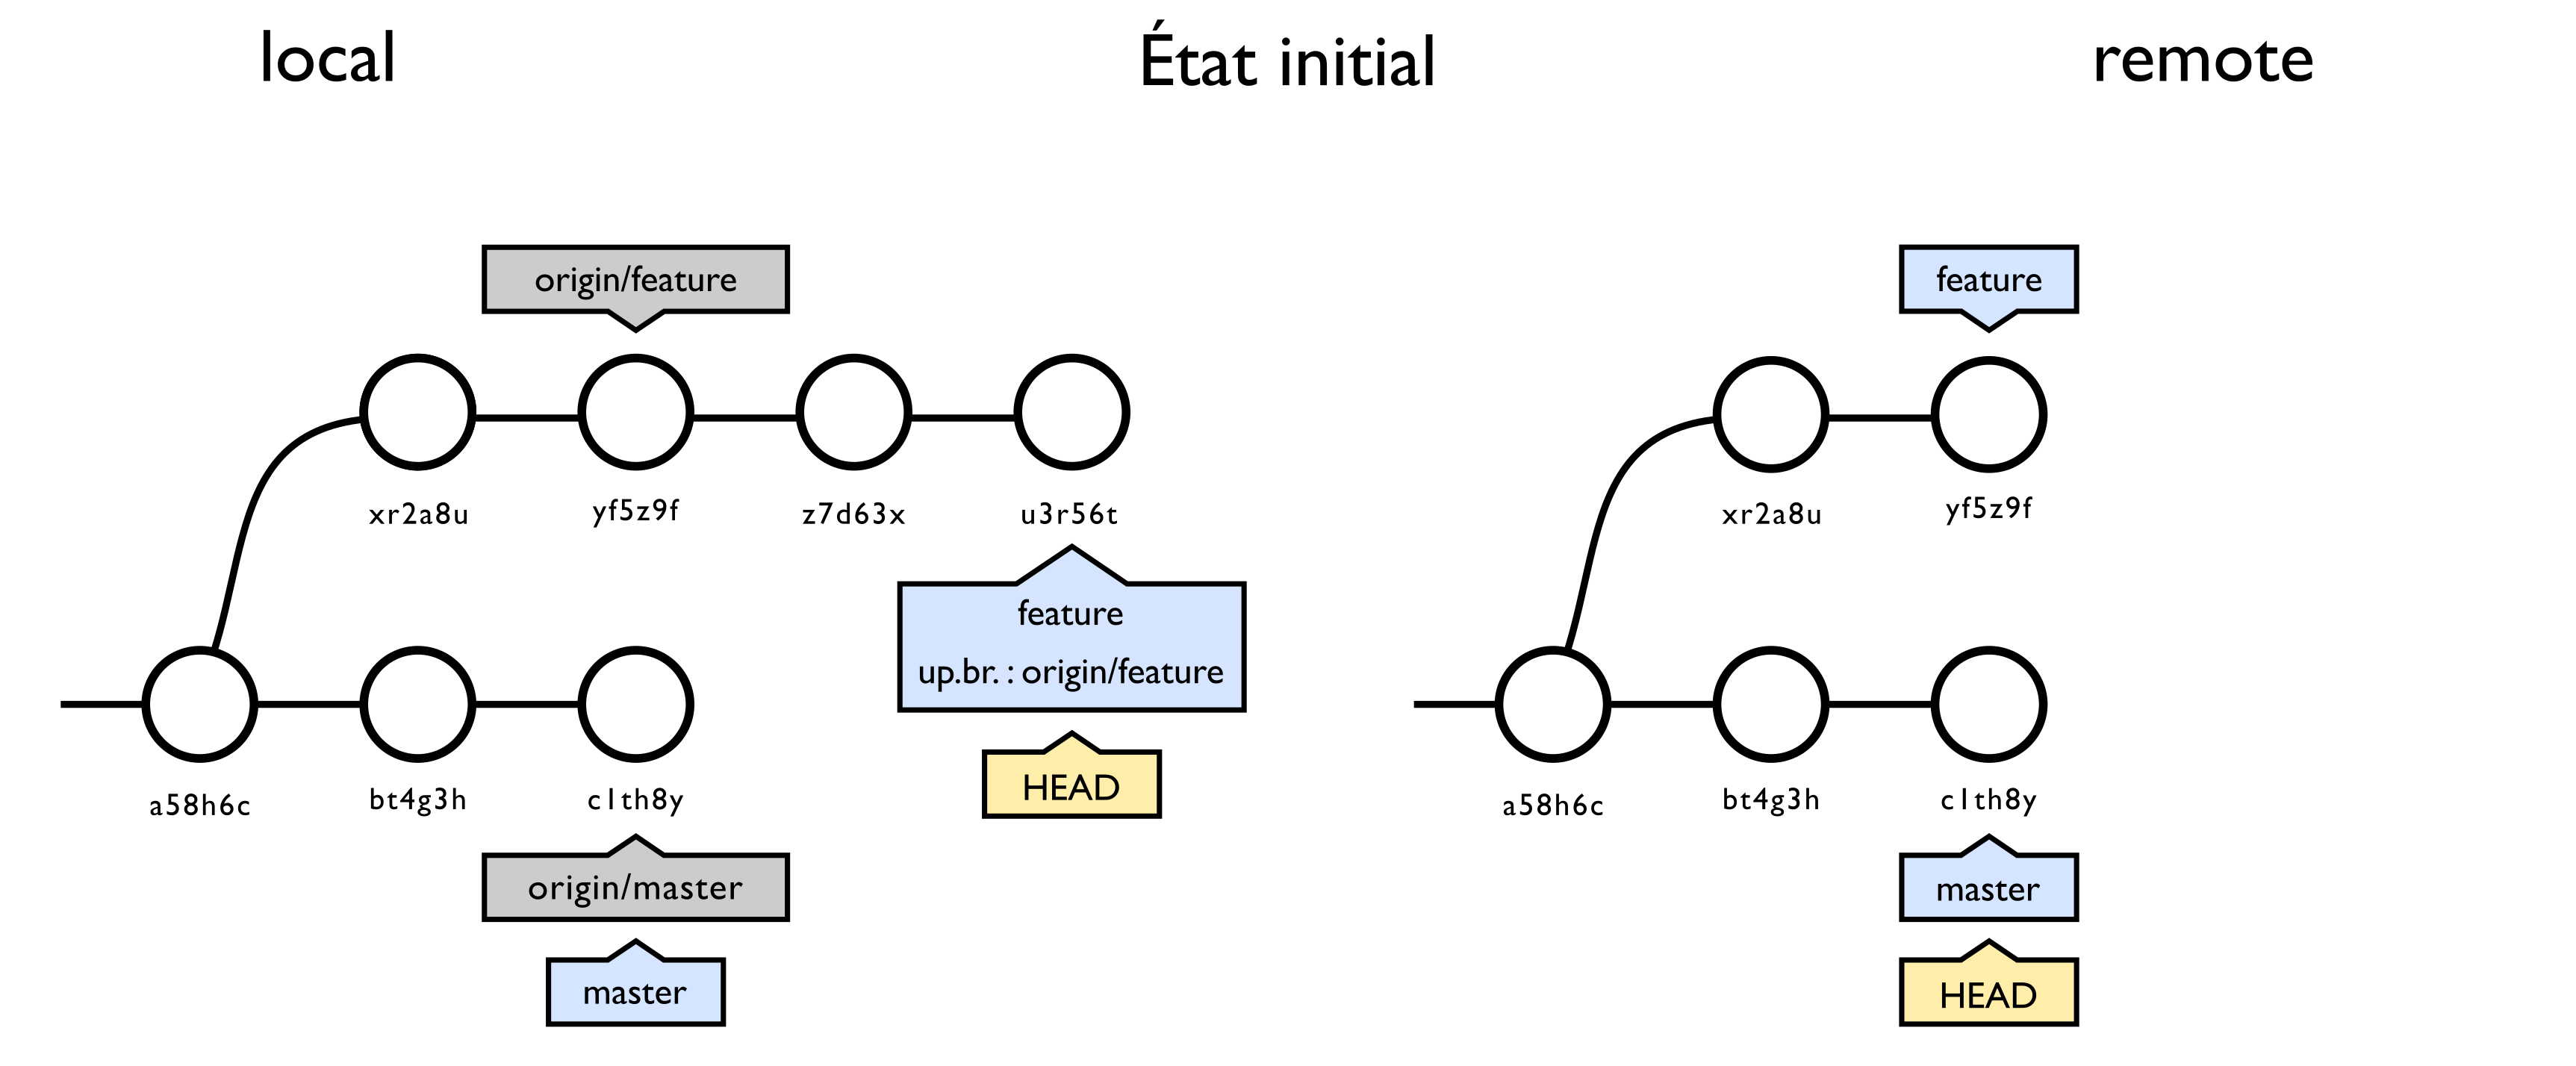 local
État initial
remote
origin/feature
feature
xr2a8u
yf5z9f
z7d63x
u3r56t
xr2a8u
yf5z9f
feature
up.br. : origin/feature
HEAD
a58h6c
bt4g3h
c1th8y
a58h6c
bt4g3h
c1th8y
origin/master
master
master
HEAD